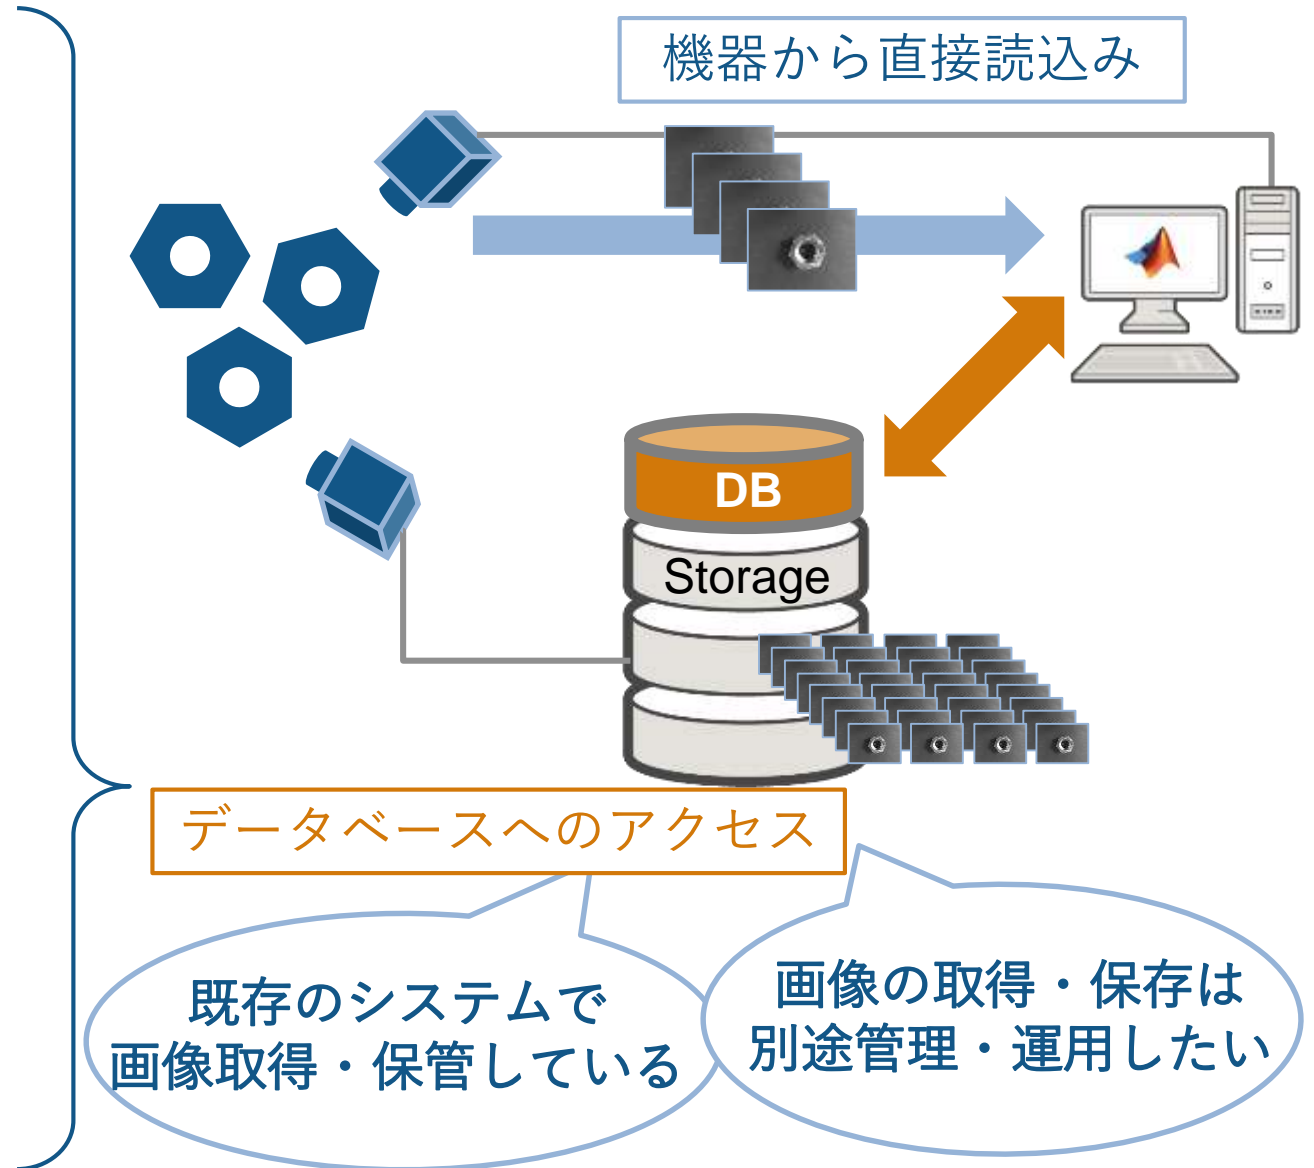 機器から直接読込み
DB
Storage
データベースへのアクセス
既存のシステムで
画像取得・保管している
画像の取得・保存は
別途管理・運用したい